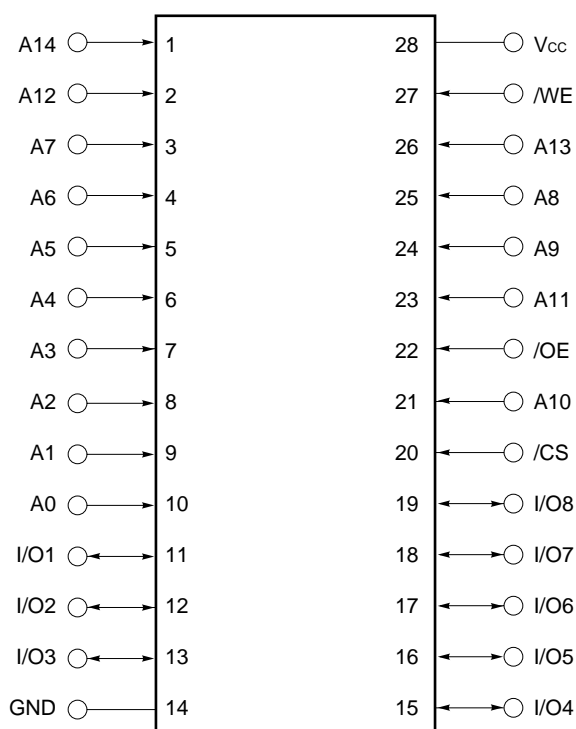 A14 1 28 Vcc
A12 2 27 /WE
A7 3 26 A13
A6 4 25 A8
A5 5 24 A9
A4 6 23 A11
A3 7 22 /OE
A2 8 21 A10
A1 9 20 /CS
A0 10 19 I/O8
I/O1 11 18 I/O7
I/O2 12 17 I/O6
I/O3 13 16 I/O5
GND 14 15 I/O4